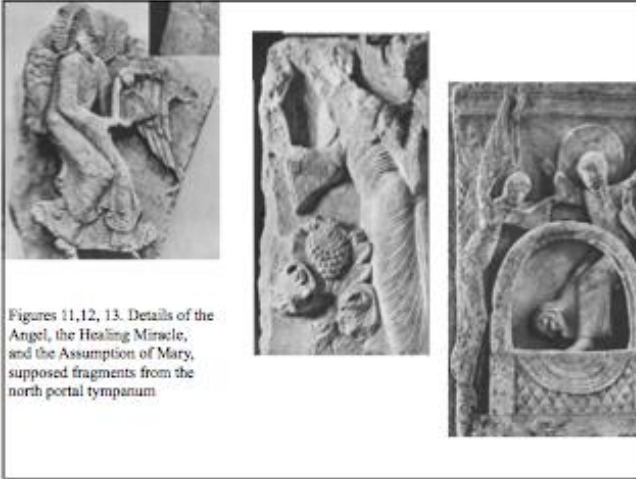 Figures 11,12, 13. Details of the
Angel, the Healing Miracle,
and the Assumption of Mary,
supposed fragments from the
north portal tympanum